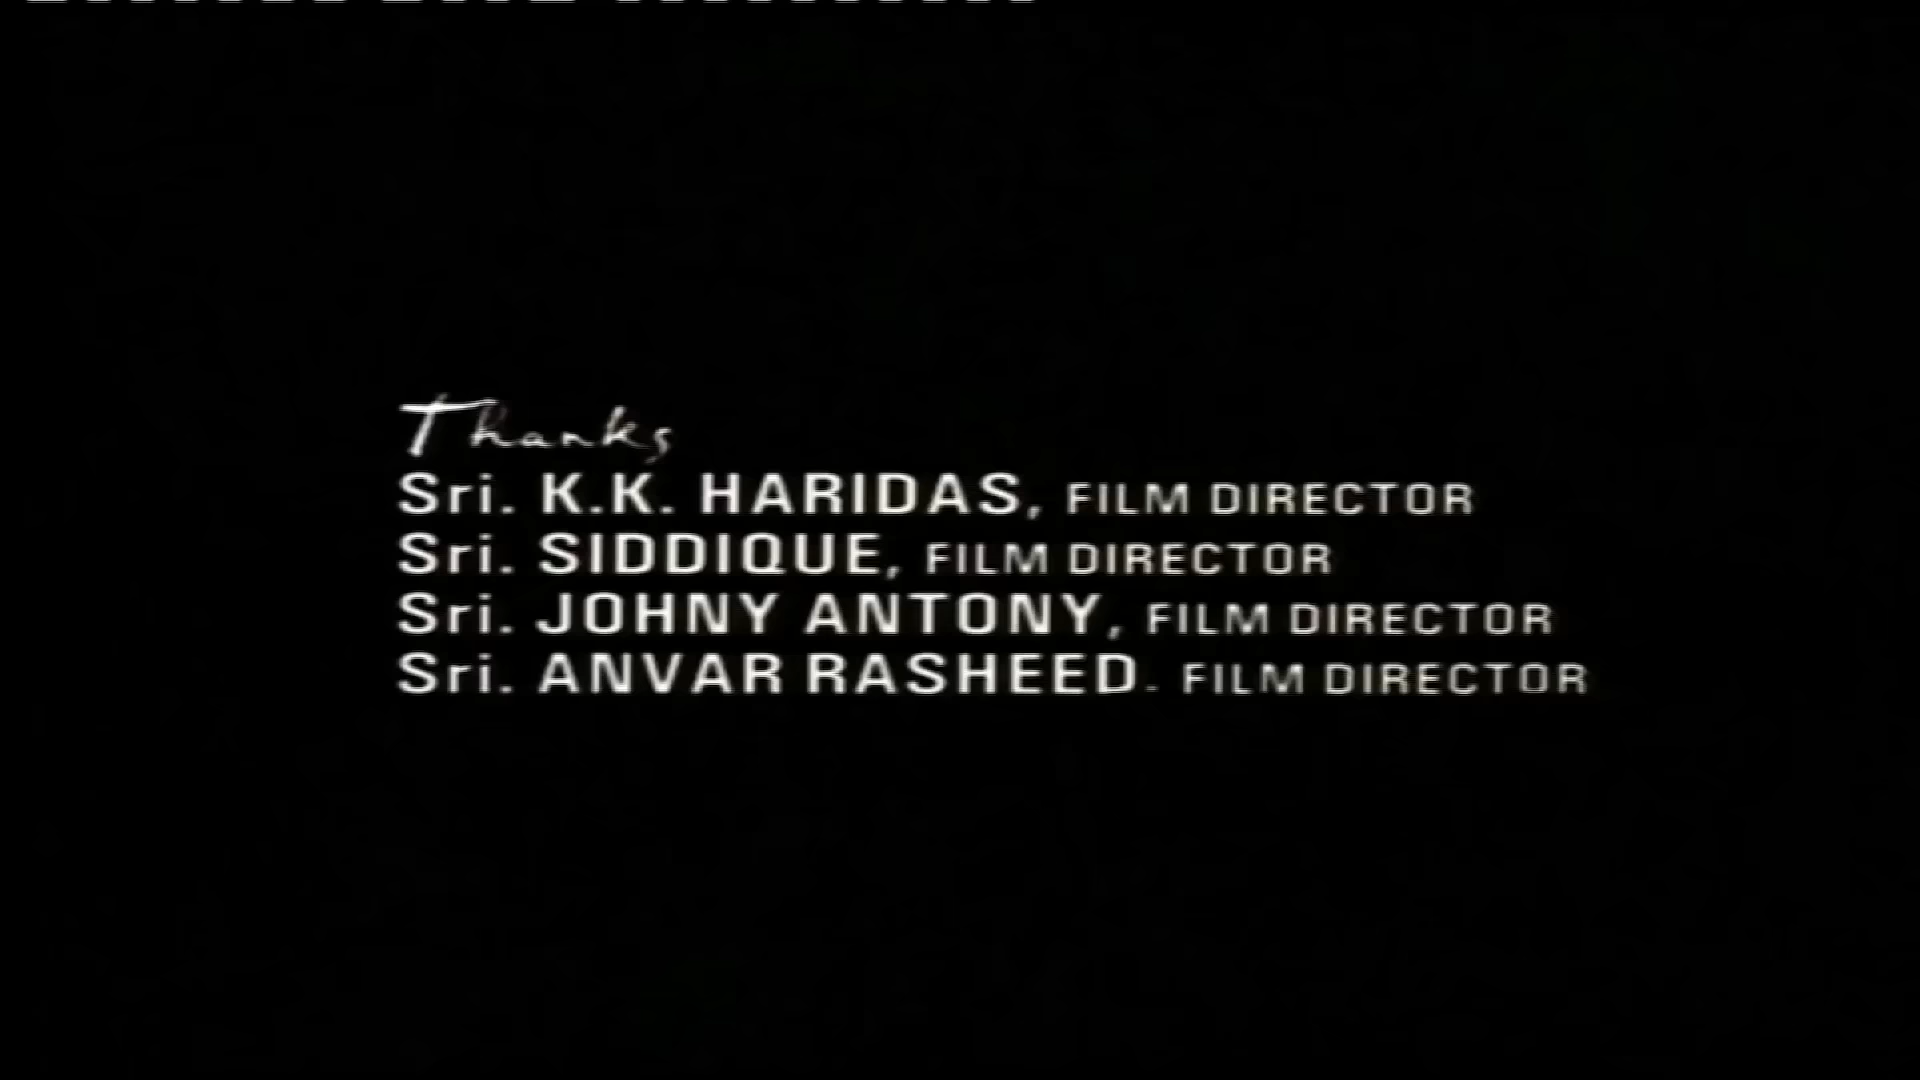 Thanks
Sri. K.K. HARIDAS, FILM DIRECTOR
Sri. SIDDIQUE, FILM DIRECTOR
Sri. JOHNY ANTONY, FILM DIRECTOR
Sri. ANVAR RASHEED. FILM DIRECTOR